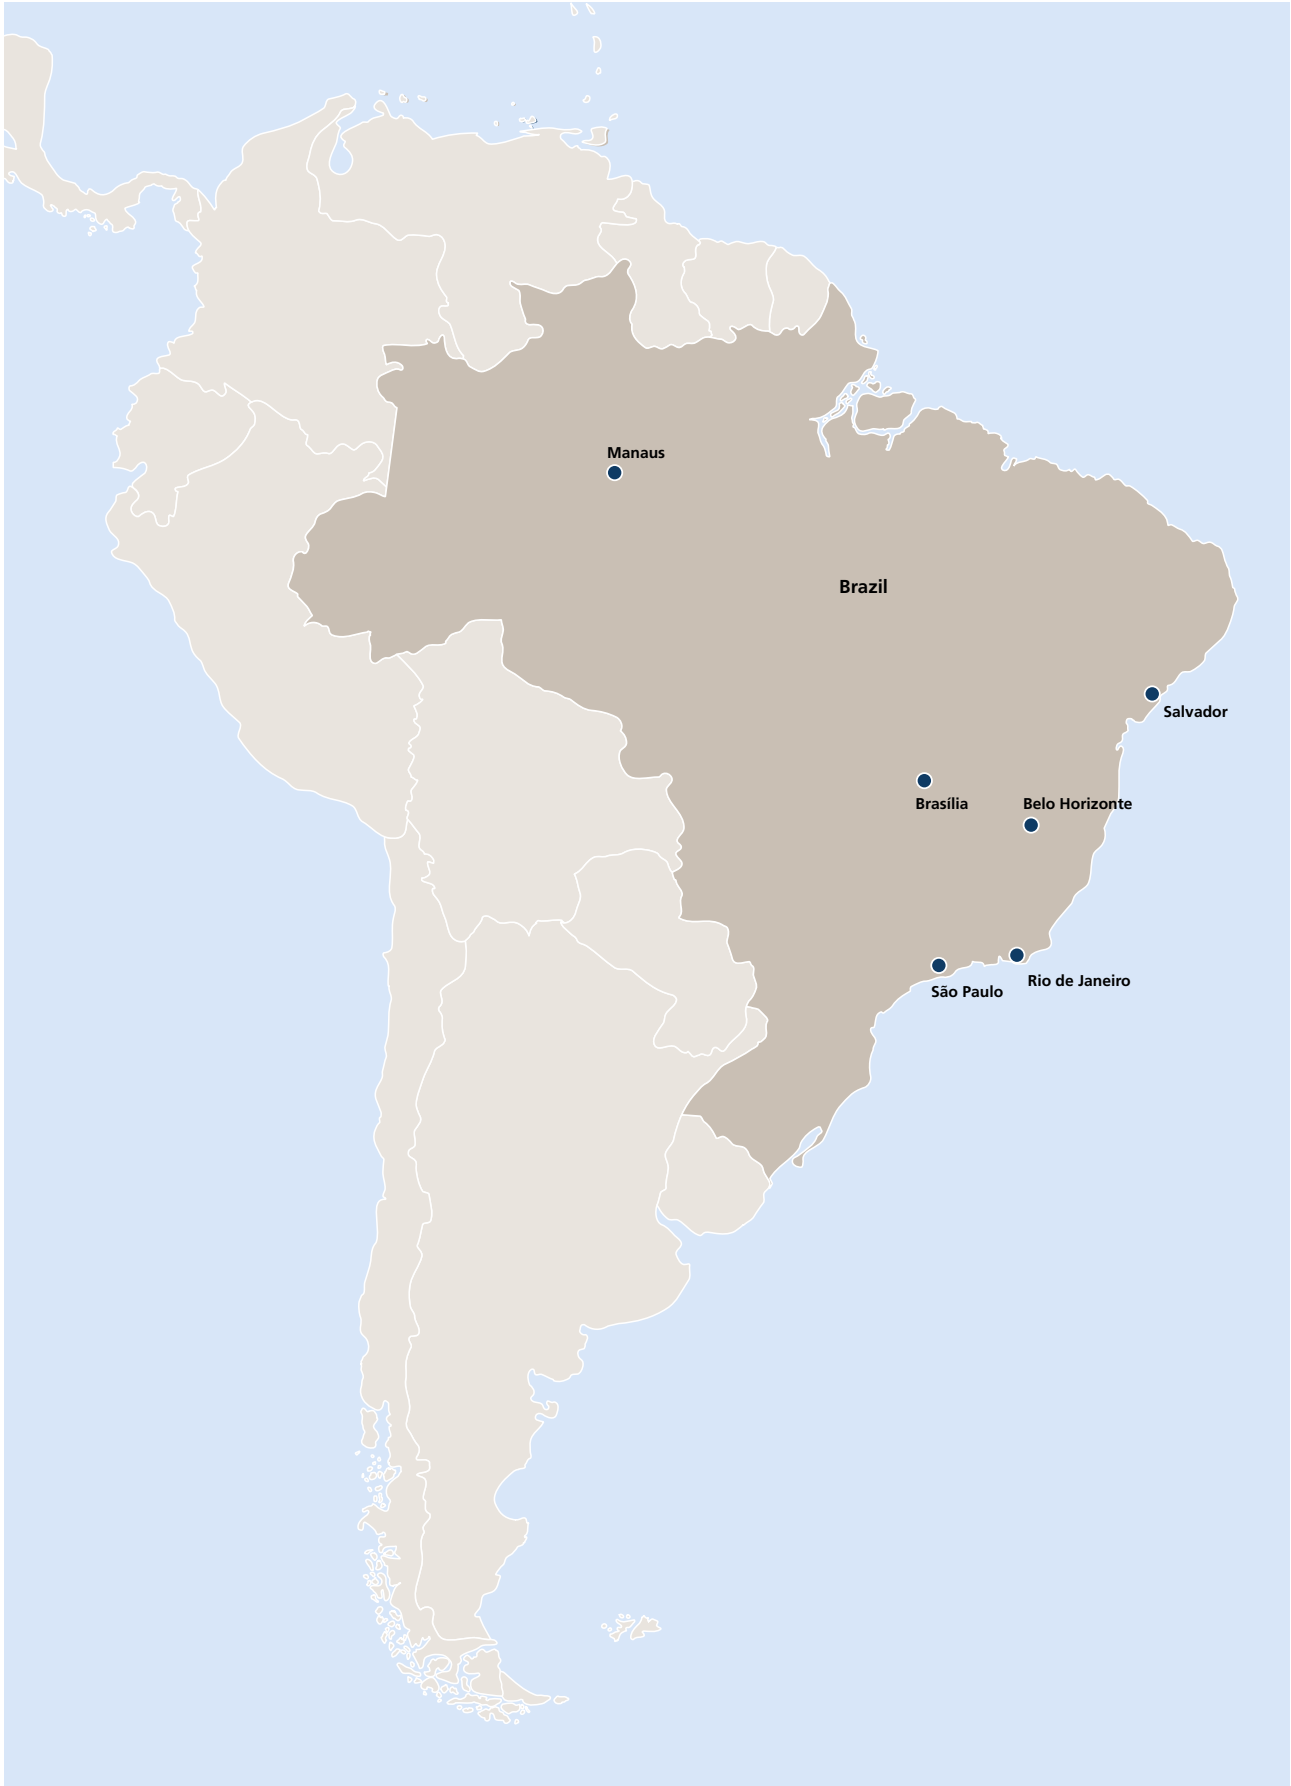 Manaus
Brazil
Salvador
Brasília
Belo Horizonte
Rio de Janeiro
São Paulo